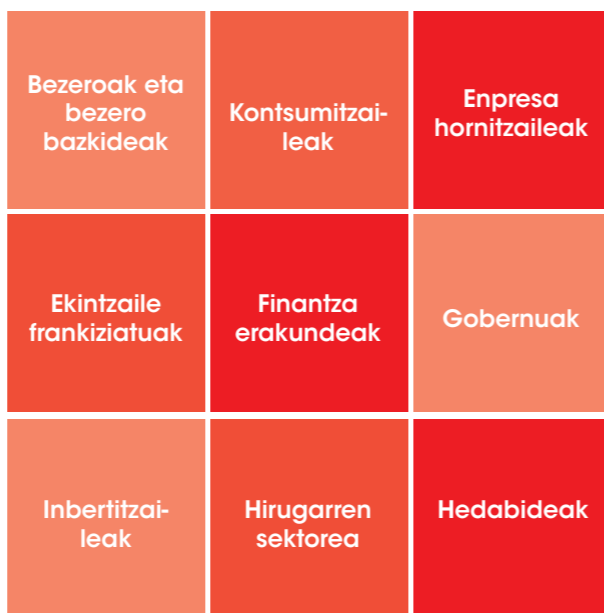 Bezeroak eta
bezero
bazkideak
Kontsumitzai-
leak
Enpresa
hornitzaileak
Ekintzaile
frankiziatuak
Finantza
erakundeak
Gobernuak
Inbertitzai-
leak
Hirugarren
sektorea
Hedabideak